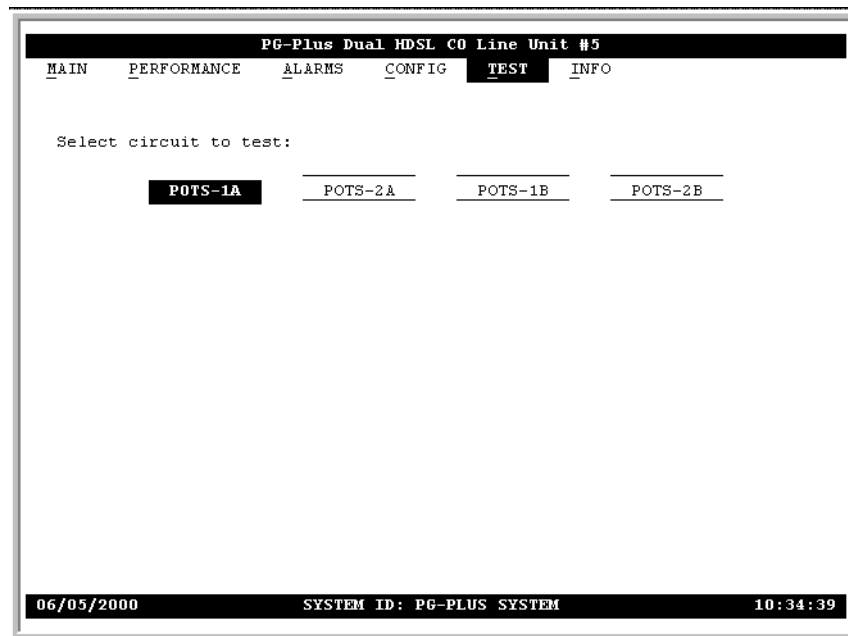 PG-Plus Dual HDSL CO Line Unit #5
MAIN PERFORMANCE ALARMS CONFIG TEST INFO
Select circuit to test:
POTS-1A POTS-2A POTS-1B POTS-2B
06/05/2000 SYSTEM ID: PG-PLUS SYSTEM 10:34:39